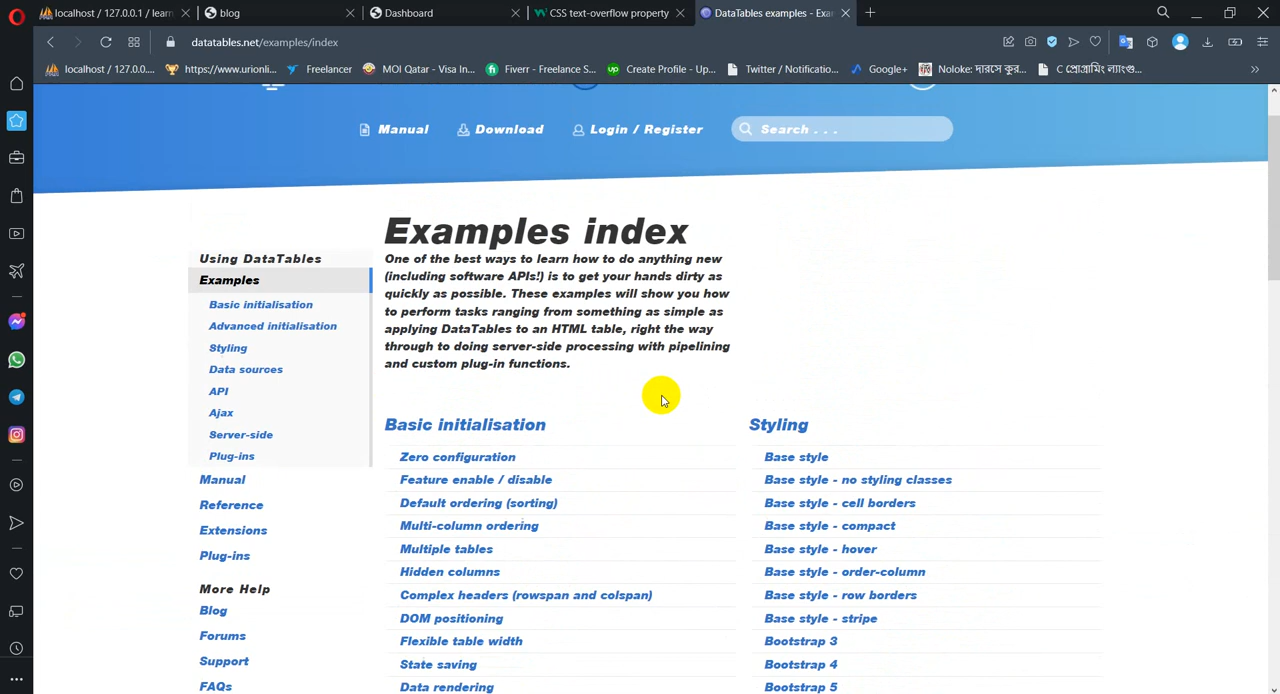 localhost / 127.0.0.1 / learn
blog
Dashboard
CSS text-overflow property
DataTables examples - Exa
datatables.net/examples/index
localhost / 127.0.0....
https://www.urionli...
Freelancer
MOI Qatar - Visa In...
Fiverr - Freelance S...
Create Profile - Up...
Twitter / Notificatio...
Google+
Noloke: দারসে কুর...
C প্রোগ্রামিং ল্যাংগু...
Manual
Download
Login / Register
Search . . .
Examples index
One of the best ways to learn how to do anything new
(including software APIs!) is to get your hands dirty as
quickly as possible. These examples will show you how
to perform tasks ranging from something as simple as
applying DataTables to an HTML table, right the way
through to doing server-side processing with pipelining
and custom plug-in functions.
Using DataTables
Examples
Basic initialisation
Advanced initialisation
Styling
Data sources
API
Ajax
Server-side
Plug-ins
Manual
Reference
Extensions
Plug-ins
More Help
Blog
Forums
Support
FAQs
Basic initialisation
Zero configuration
Feature enable / disable
Default ordering (sorting)
Multi-column ordering
Multiple tables
Hidden columns
Complex headers (rowspan and colspan)
DOM positioning
Flexible table width
State saving
Data rendering
Styling
Base style
Base style - no styling classes
Base style - cell borders
Base style - compact
Base style - hover
Base style - order-column
Base style - row borders
Base style - stripe
Bootstrap 3
Bootstrap 4
Bootstrap 5